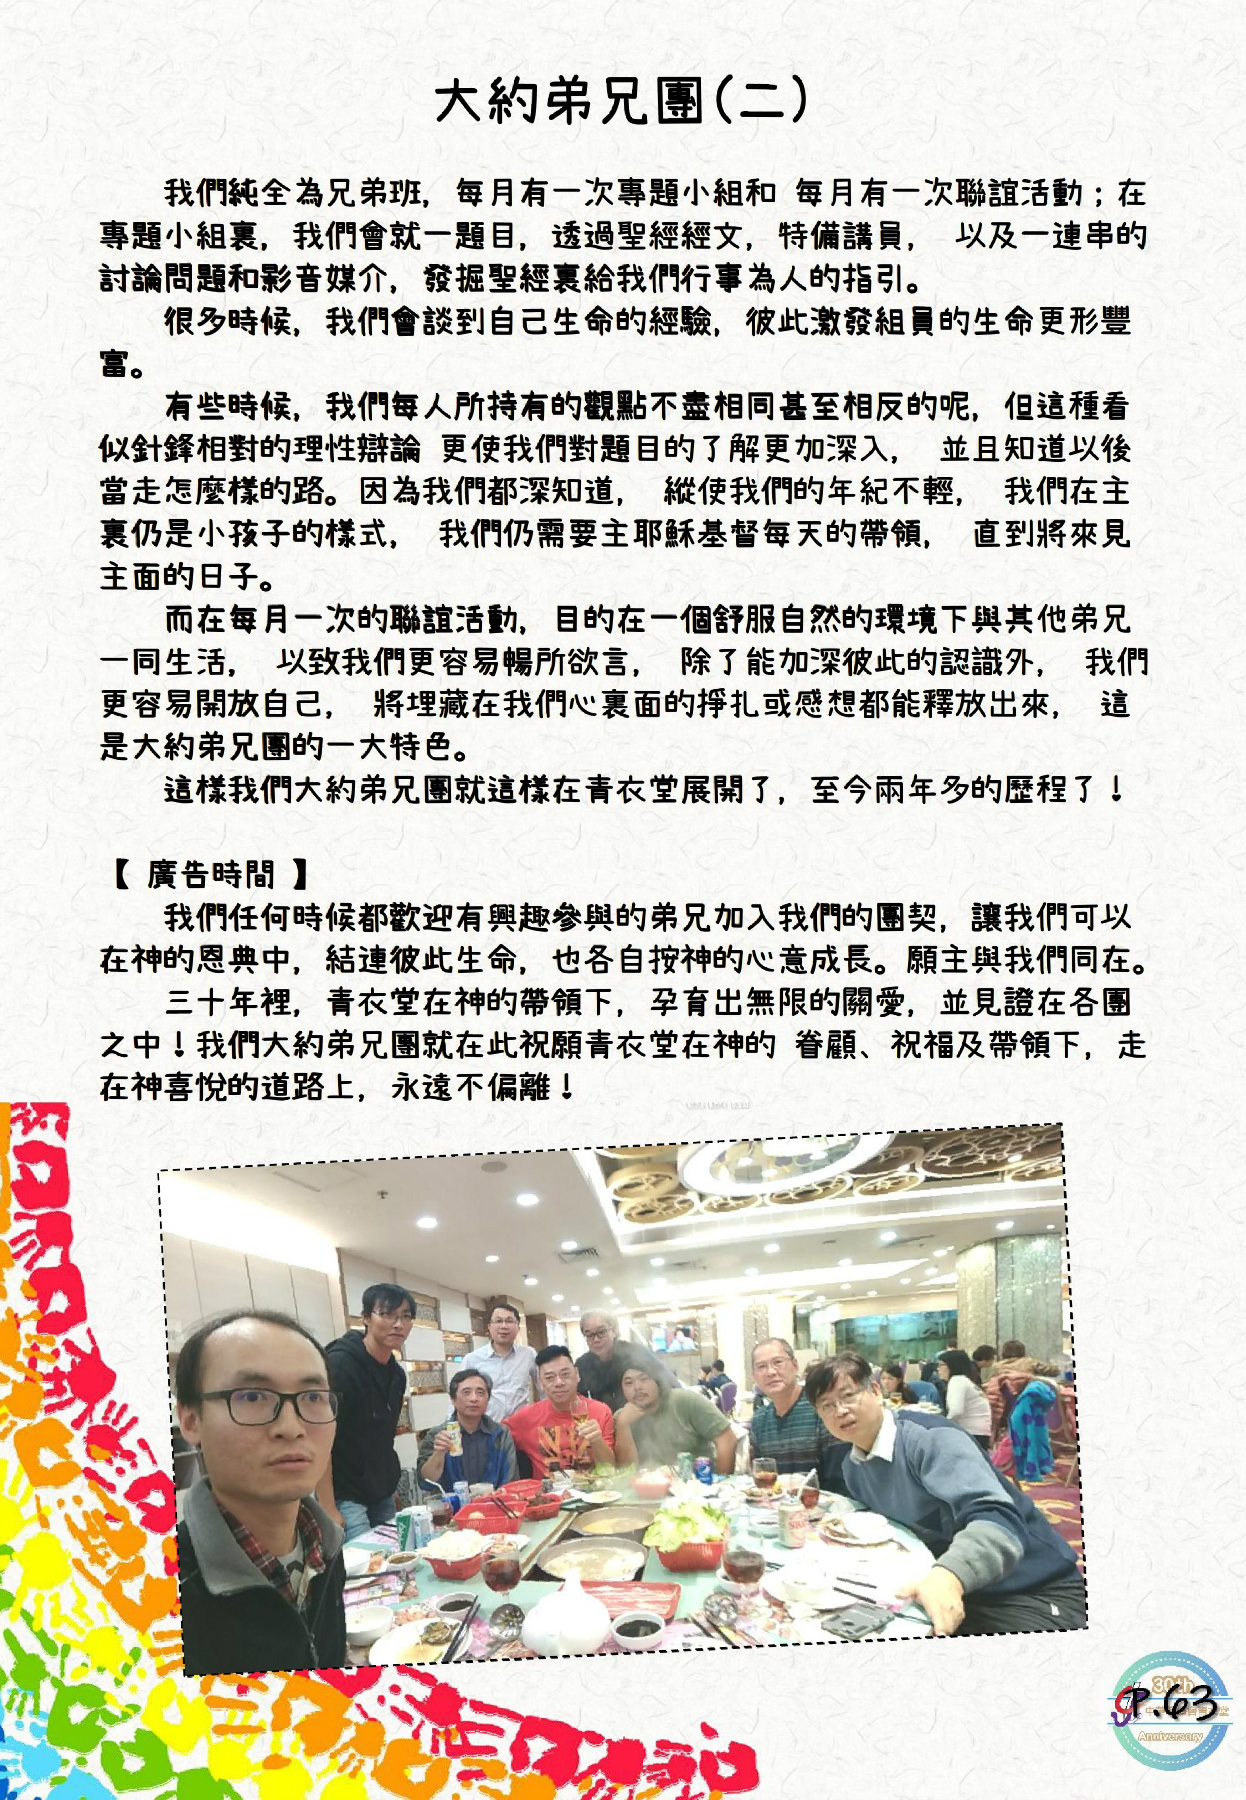 大約弟兄團(二)
我們純全為兄弟班，每月有一次專題小組和 每月有一次聯誼活動；在
專題小組裏，我們會就一題目，透過聖經經文，特備講員， 以及一連串的
討論問題和影音媒介，發掘聖經裏給我們行事為人的指引。
很多時候，我們會談到自己生命的經驗，彼此激發組員的生命更形豐
富。
有些時候，我們每人所持有的觀點不盡相同甚至相反的呢，但這種看
似針鋒相對的理性辯論 更使我們對題目的了解更加深入， 並且知道以後
當走怎麼樣的路。因為我們都深知道， 縱使我們的年紀不輕， 我們在主
裏仍是小孩子的樣式， 我們仍需要主耶穌基督每天的帶領， 直到將來見
主面的日子。
而在每月一次的聯誼活動，目的在一個舒服自然的環境下與其他弟兄
一同生活， 以致我們更容易暢所欲言， 除了能加深彼此的認識外， 我們
更容易開放自己， 將埋藏在我們心裏面的掙扎或感想都能釋放出來， 這
是大約弟兄團的一大特色。
這樣我們大約弟兄團就這樣在青衣堂展開了，至今兩年多的歷程了！
【 廣告時間 】
我們任何時候都歡迎有興趣參與的弟兄加入我們的團契，讓我們可以
在神的恩典中，結連彼此生命，也各自按神的心意成長。願主與我們同在。
三十年裡，青衣堂在神的帶領下，孕育出無限的關愛，並見證在各團
之中！我們大約弟兄團就在此祝願青衣堂在神的 眷顧、祝福及帶領下，走
在神喜悅的道路上，永遠不偏離！
30th
P.63
Anniversary